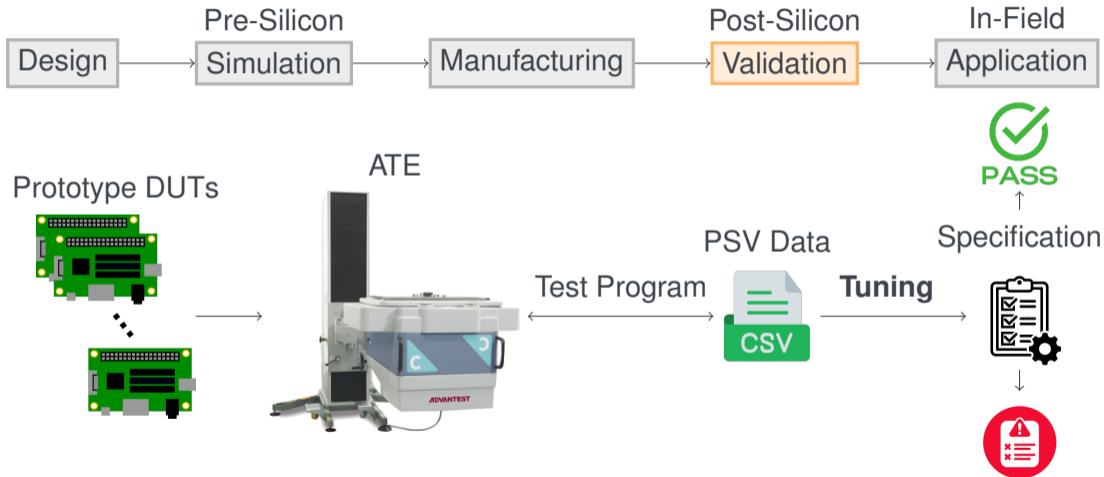 Pre-Silicon
Post-Silicon
In-Field
Design
Simulation
Manufacturing
Validation
Application
PASS
ATE
Prototype DUTs
PSV Data
Specification
Test Program
Tuning
CSV
C
C
ADVANTEST